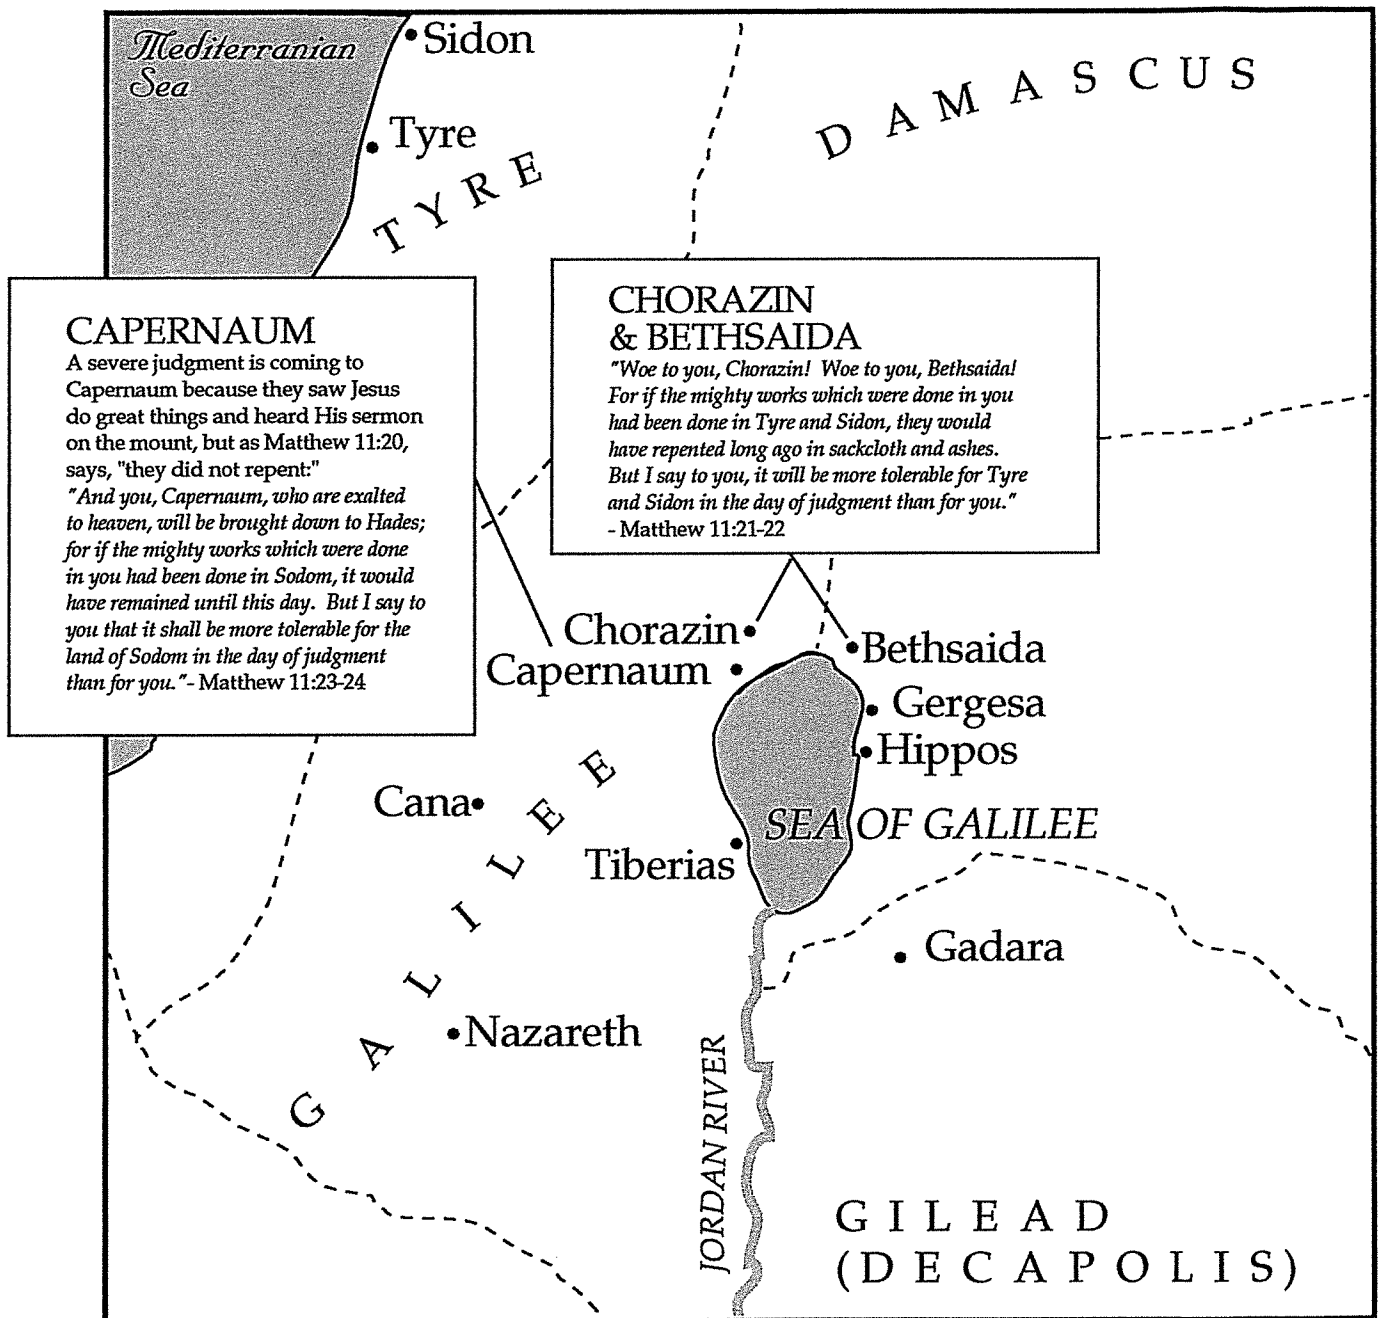 Mediterranian
Sea
Sidon
Tyre
TYRE
DAMASCUS
CAPERNAUM
A severe judgment is coming to
Capernaum because they saw Jesus
do great things and heard His sermon
on the mount, but as Matthew 11:20,
says, "they did not repent:"
"And you, Capernaum, who are exalted
to heaven, will be brought down to Hades;
for if the mighty works which were done
in you had been done in Sodom, it would
have remained until this day. But I say to
you that it shall be more tolerable for the
land of Sodom in the day of judgment
than for you."- Matthew 11:23-24
CHORAZIN
& BETHSAIDA
"Woe to you, Chorazin! Woe to you, Bethsaida!
For if the mighty works which were done in you
had been done in Tyre and Sidon, they would
have repented long ago in sackcloth and ashes.
But I say to you, it will be more tolerable for Tyre
and Sidon in the day of judgment than for you."
- Matthew 11:21-22
Chorazin
Capernaum
Bethsaida
Gergesa
Hippos
Cana
SEA OF GALILEE
Tiberias
GALILEE
Gadara
Nazareth
JORDAN RIVER
GILEAD
(DECAPOLIS)